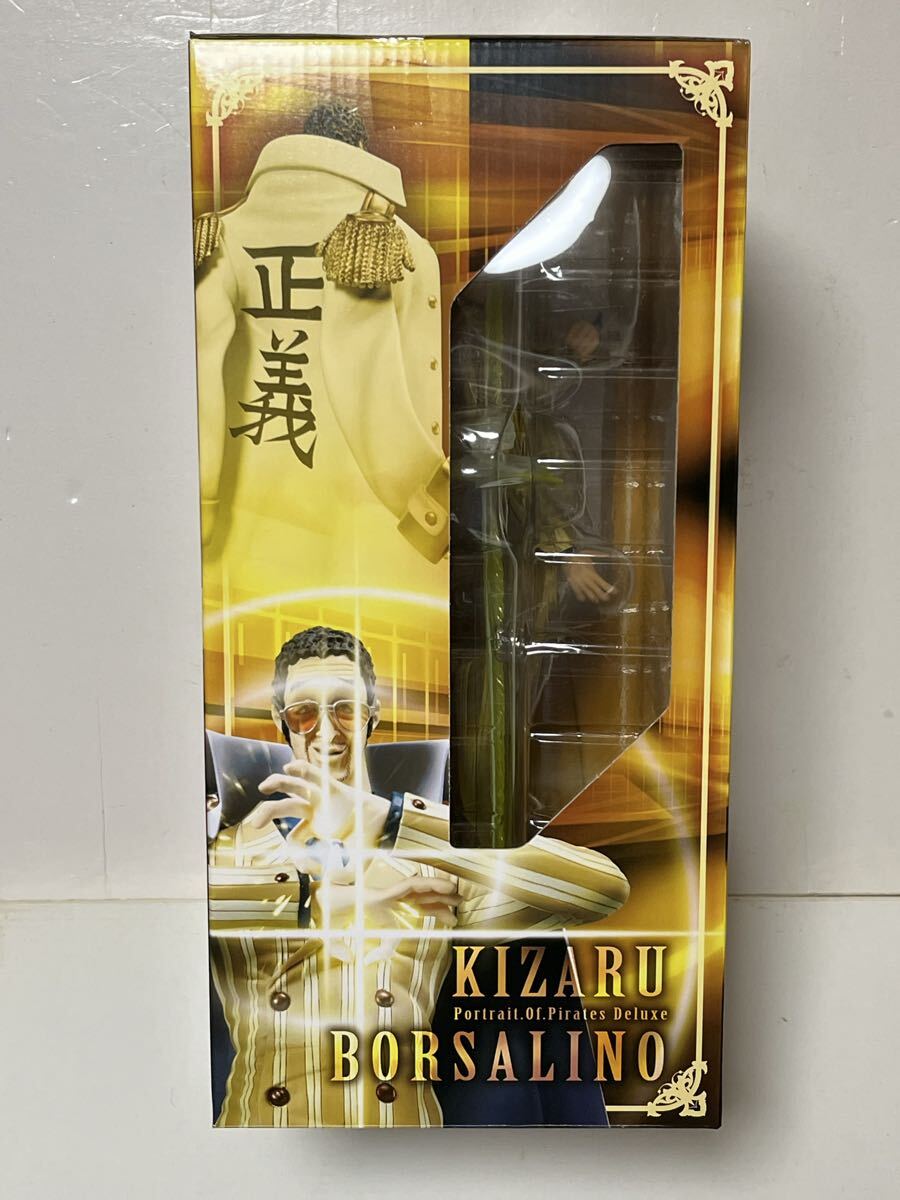 正義
KIZARU
Portrait.Of.Pirates Deluxe
BORSALINO